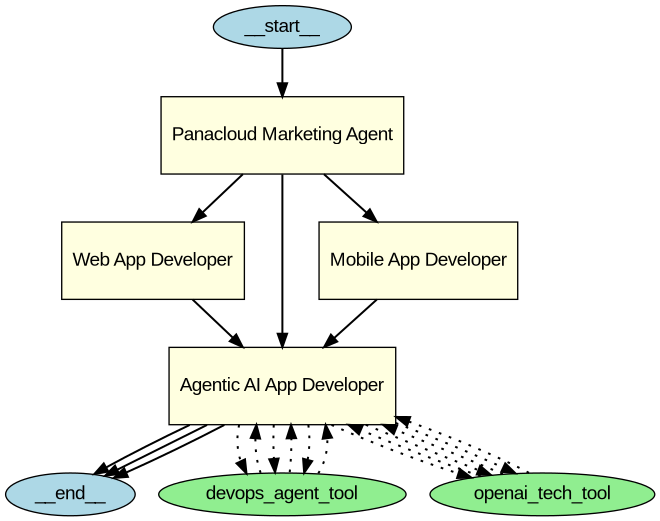 __start__
Panacloud Marketing Agent
Web App Developer
Mobile App Developer
Agentic AI App Developer
__end__
devops_agent_tool
openai_tech_tool